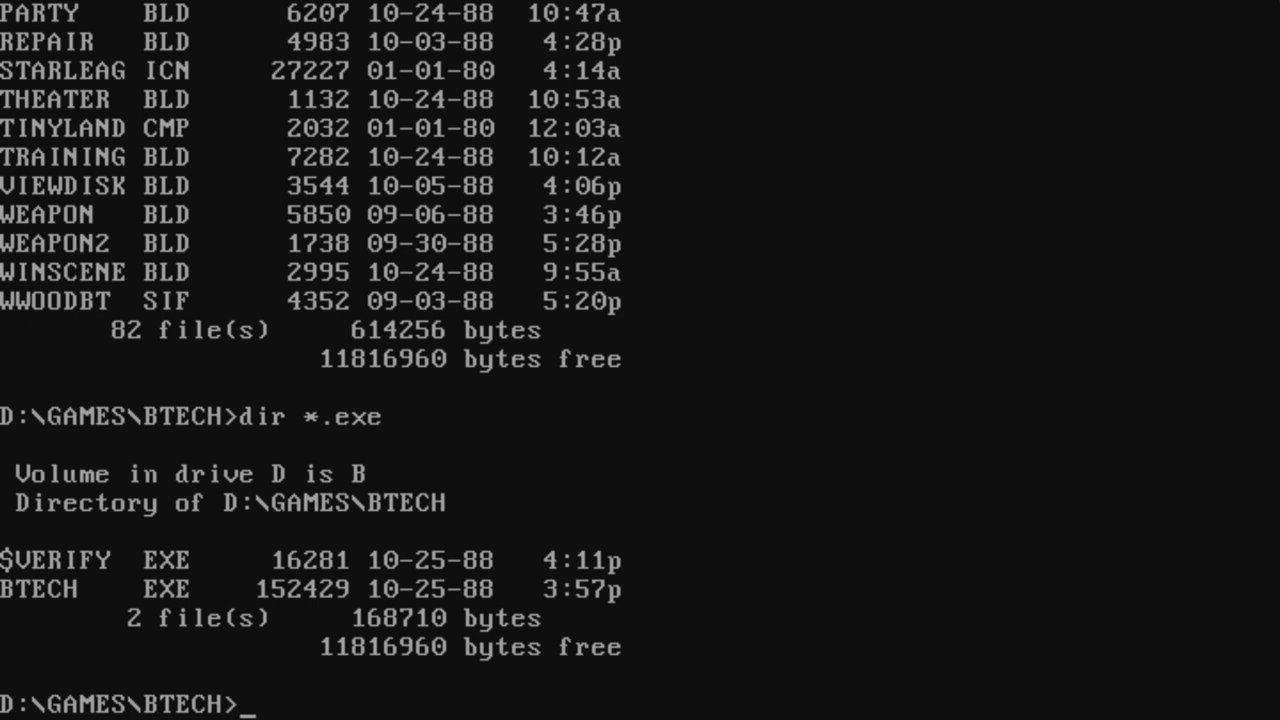 PARTY    BLD      6207 10-24-88  10:47a
REPAIR   BLD      4983 10-03-88   4:28p
STARLEAG ICN     27227 01-01-80   4:14a
THEATER  BLD      1132 10-24-88  10:53a
TINYLAND CMP      2032 01-01-80  12:03a
TRAINING BLD      7282 10-24-88  10:12a
VIEWDISK BLD      3544 10-05-88   4:06p
WEAPON   BLD      5850 09-06-88   3:46p
WEAPON2  BLD      1738 09-30-88   5:28p
WINSCENE BLD      2995 10-24-88   9:55a
WWOODBT  SIF      4352 09-03-88   5:20p
       82 file(s)     614256 bytes
                    11816960 bytes free
D:\GAMES\BTECH>dir *.exe
 Volume in drive D is B
 Directory of D:\GAMES\BTECH
$VERIFY  EXE     16281 10-25-88   4:11p
BTECH    EXE    152429 10-25-88   3:57p
        2 file(s)     168710 bytes
                    11816960 bytes free
D:\GAMES\BTECH>_